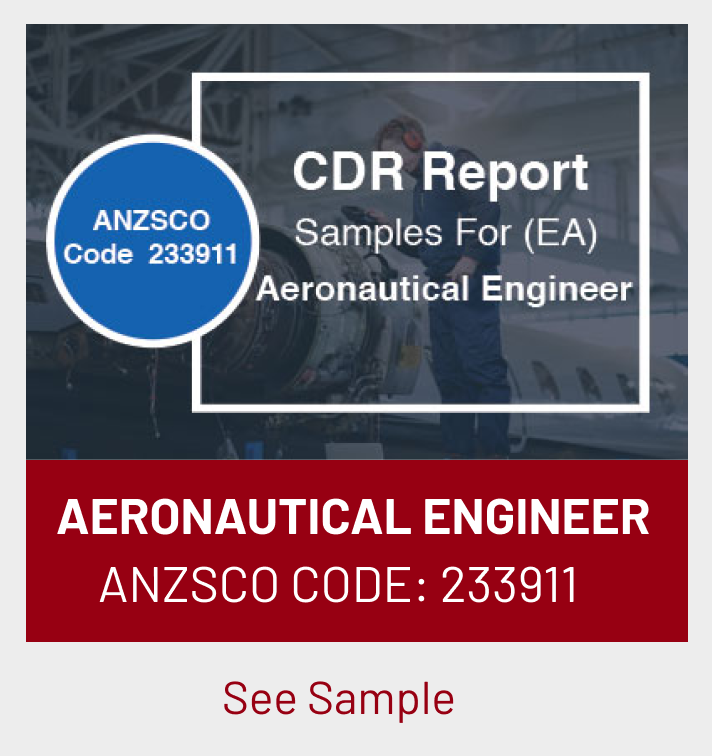 ANZSCO
Code 233911
CDR Report
Samples For (EA)
Aeronautical Engineer
AERONAUTICAL ENGINEER
ANZSCO CODE: 233911
See Sample